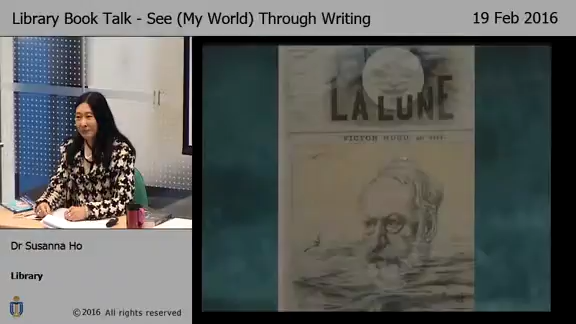 Library Book Talk - See (My World) Through Writing
19 Feb 2016
LA LUNE
VICTOR HUGO
Dr Susanna Ho
Library
©2016 All rights reserved